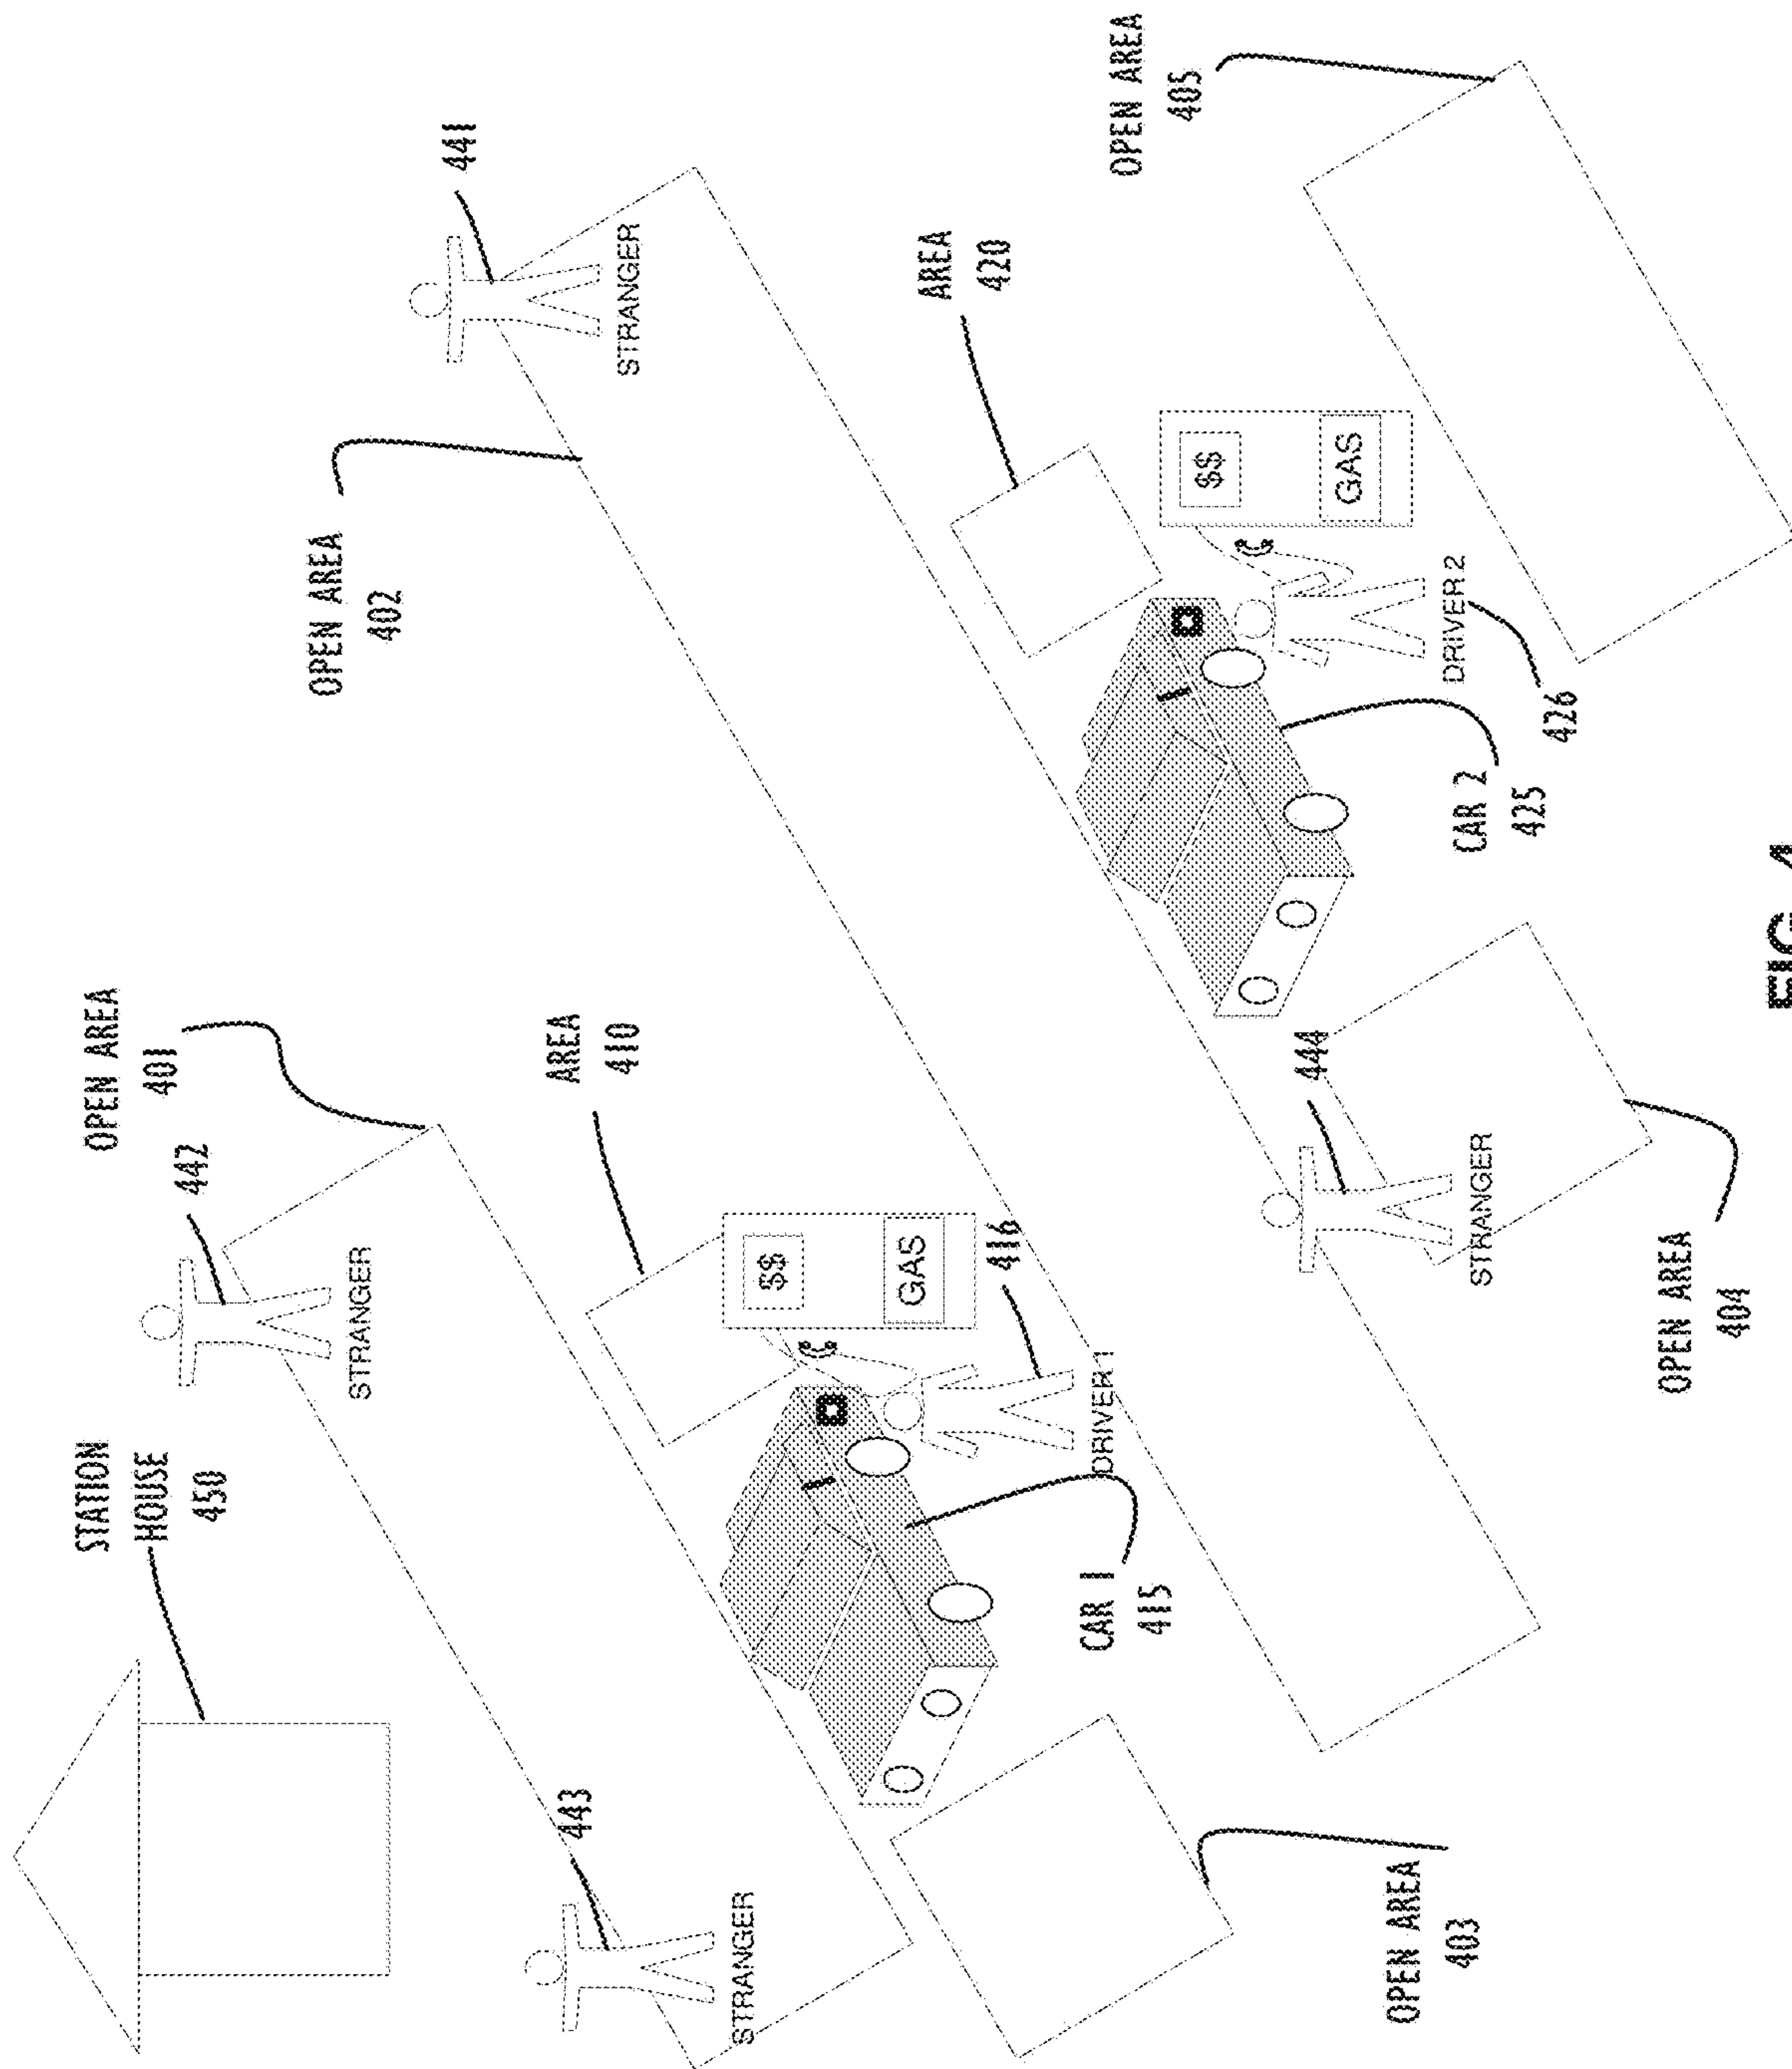 STATION
HOUSE
450
OPEN AREA
401
442
STRANGER
443
STRANGER
AREA
410
$$
GAS
416
DRIVER 1
CAR 1
415
OPEN AREA
403
OPEN AREA
402
441
STRANGER
AREA
420
$$
GAS
DRIVER 2
426
CAR 2
425
444
STRANGER
OPEN AREA
404
OPEN AREA
405
FIG. 4